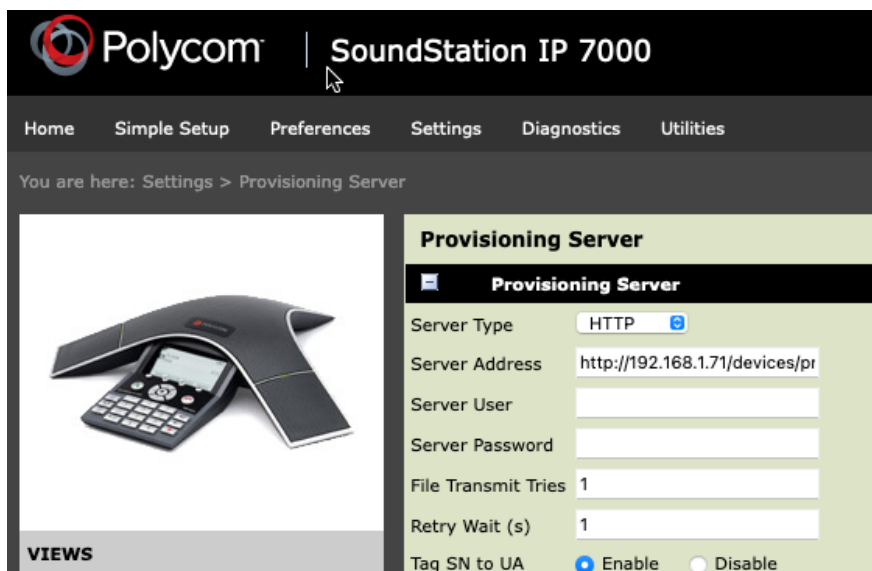 Polycom | SoundStation IP 7000
Home Simple Setup Preferences Settings Diagnostics Utilities
You are here: Settings > Provisioning Server
Provisioning Server
Provisioning Server
Server Type HTTP
Server Address http://192.168.1.71/devices/pr
Server User
Server Password
File Transmit Tries 1
Retry Wait (s) 1
VIEWS
Tag SN to UA Enable Disable